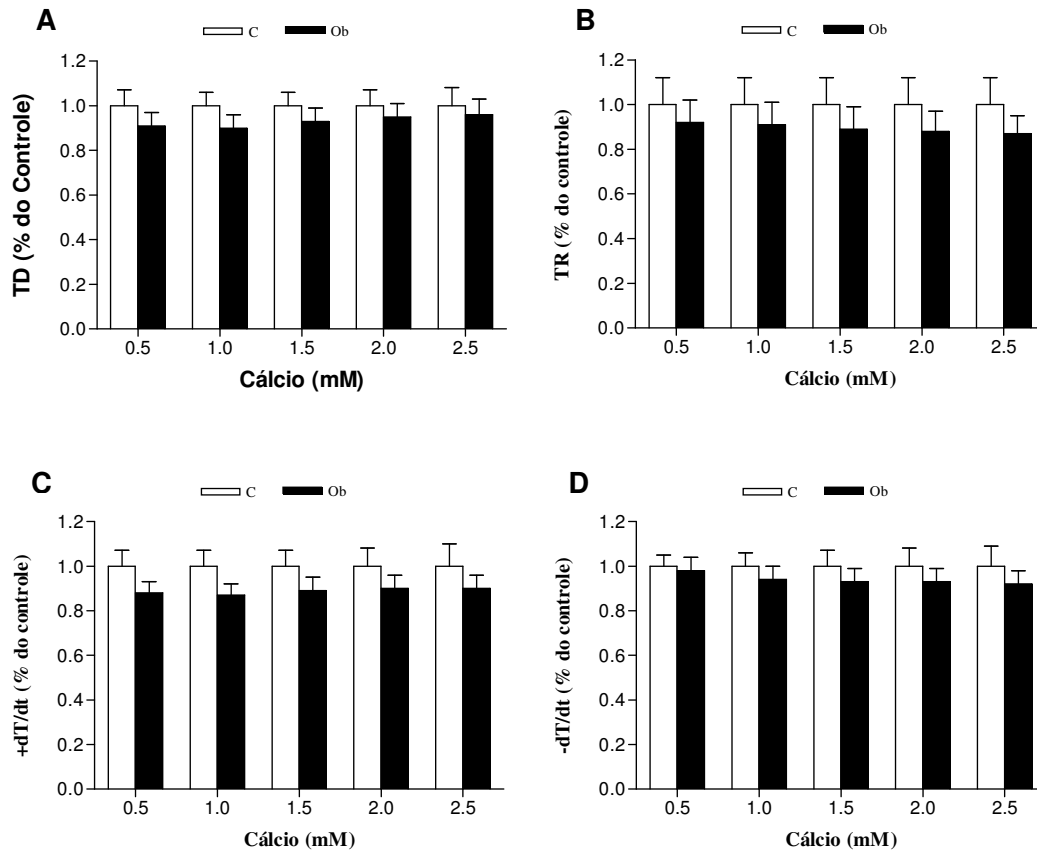 A
C Ob
TD (% do Controle)
1.2
1.0
0.8
0.6
0.4
0.2
0.0
0.5 1.0 1.5 2.0 2.5
Cálcio (mM)
B
C Ob
TR (% do controle)
1.2
1.0
0.8
0.6
0.4
0.2
0.0
0.5 1.0 1.5 2.0 2.5
Cálcio (mM)
C
C Ob
+dT/dt (% do controle)
1.2
1.0
0.8
0.6
0.4
0.2
0.0
0.5 1.0 1.5 2.0 2.5
Cálcio (mM)
D
C Ob
-dT/dt (% do controle)
1.2
1.0
0.8
0.6
0.4
0.2
0.0
0.5 1.0 1.5 2.0 2.5
Cálcio (mM)